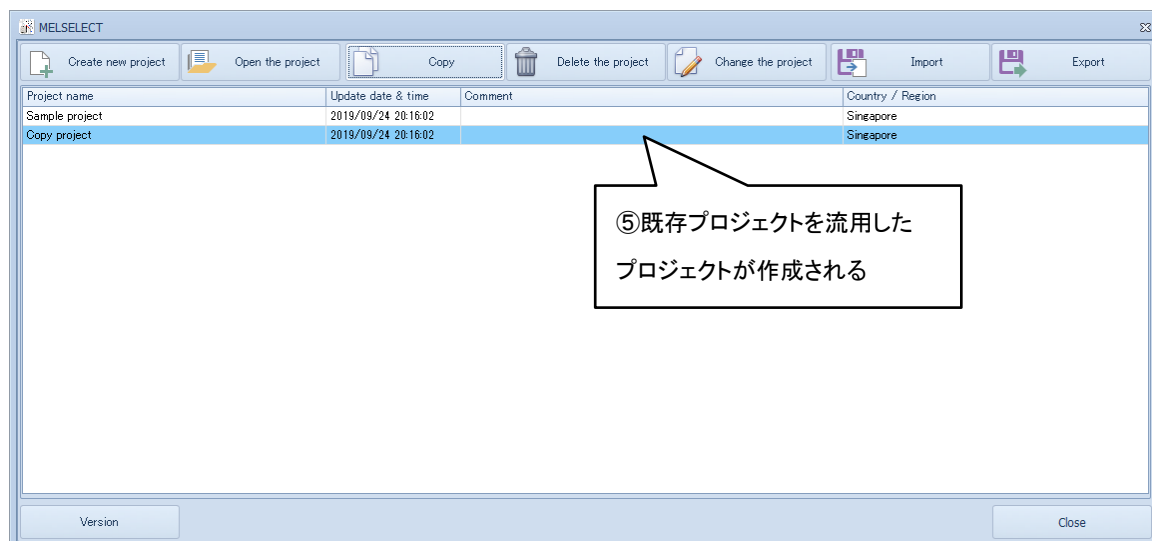 MELSELECT
Create new project Open the project Copy Delete the project Change the project Import Export
Project name Update date & time Comment Country / Region
Sample project 2019/09/24 20:16:02 Singapore
Copy project 2019/09/24 20:16:02 Singapore
⑤既存プロジェクトを流用した
プロジェクトが作成される
Version Close